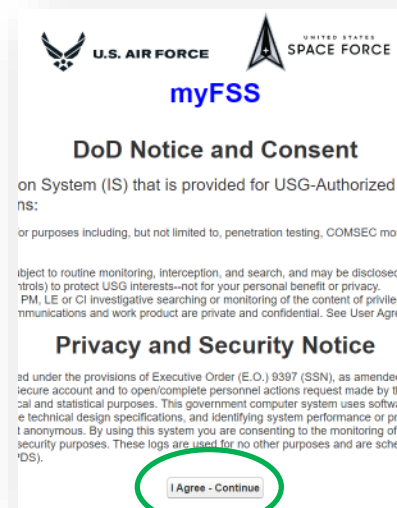 U.S. AIR FORCE
UNITED STATES
SPACE FORCE
myFSS
DoD Notice and Consent
on System (IS) that is provided for USG-Authorized
ns:
or purposes including, but not limited to, penetration testing, COMSEC mo
bject to routine monitoring, interception, and search, and may be disclosed
ntrols) to protect USG interests--not for your personal benefit or privacy.
PM, LE or CI investigative searching or monitoring of the content of privile
mmunications and work product are private and confidential. See User Agre
Privacy and Security Notice
ed under the provisions of Executive Order (E.O.) 9397 (SSN), as amended
ecure account and to open/complete personnel actions request made by th
cal and statistical purposes. This government computer system uses softwa
e technical design specifications, and identifying system performance or pr
t anonymous. By using this system you are consenting to the monitoring of
security purposes. These logs are used for no other purposes and are sche
PDS).
I Agree - Continue